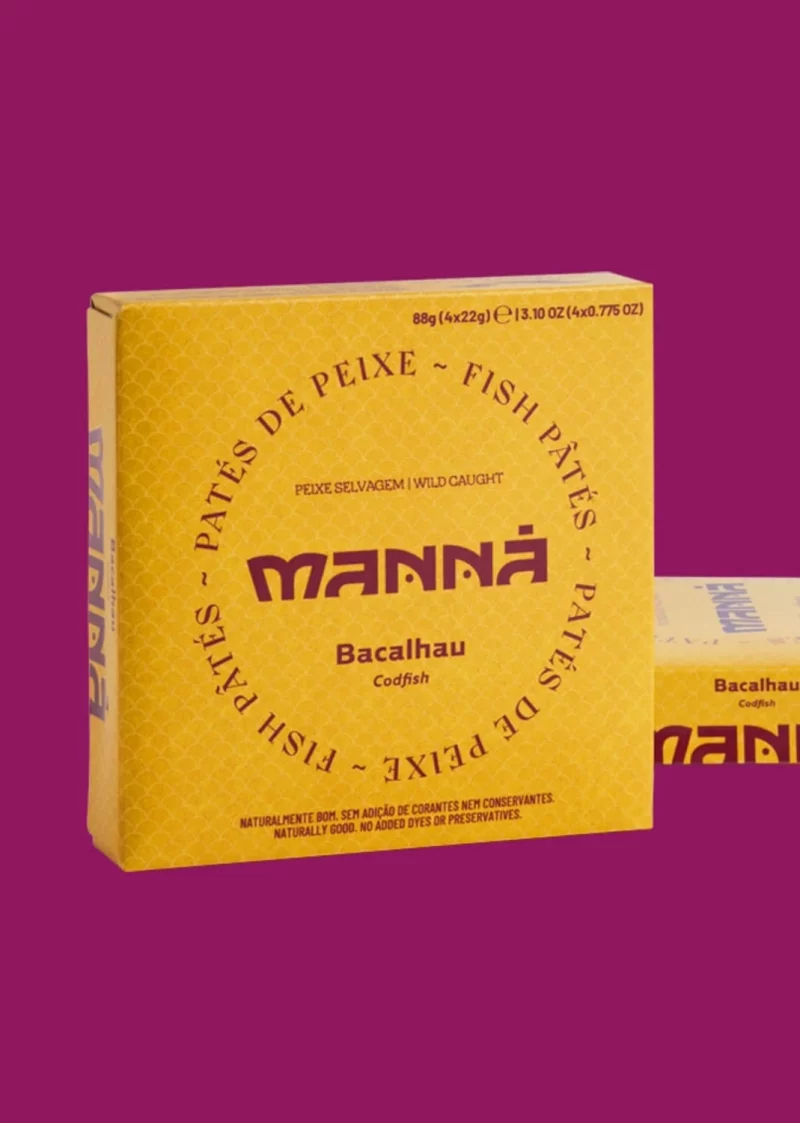 88g (4x22g) ℮ | 3.10 OZ (4x0.775 OZ)
PATÉS DE PEIXE ~ FISH PÂTÉS ~ PATÉS DE PEIXE ~ FISH PÂTÉS ~
PEIXE SELVAGEM | WILD CAUGHT
MANNÁ
Bacalhau
Codfish
NATURALMENTE BOM. SEM ADIÇÃO DE CORANTES NEM CONSERVANTES.
NATURALLY GOOD. NO ADDED DYES OR PRESERVATIVES.
MANNÁ
Bacalhau
MANNÁ
Bacalhau
Codfish